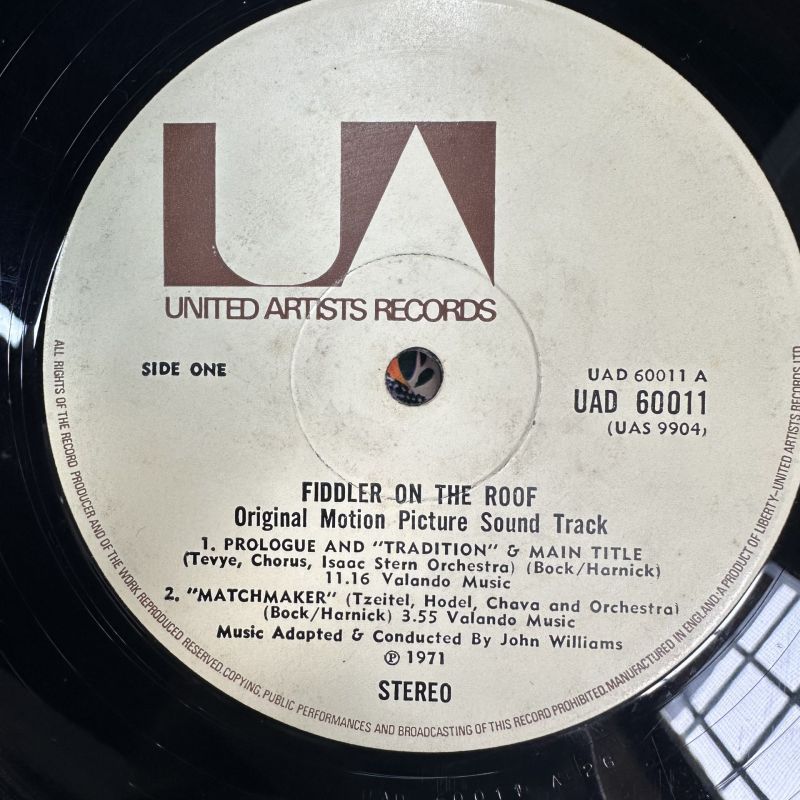 UA
UNITED ARTISTS RECORDS
SIDE ONE
UAD 60011 A
UAD 60011
(UAS 9904)
FIDDLER ON THE ROOF
Original Motion Picture Sound Track
1. PROLOGUE AND "TRADITION" & MAIN TITLE
(Tevye, Chorus, Isaac Stern Orchestra) (Bock/Harnick)
11.16 Valando Music
2. "MATCHMAKER" (Tzeitel, Hodel, Chava and Orchestra)
(Bock/Harnick) 3.55 Valando Music
Music Adapted & Conducted By John Williams
℗ 1971
STEREO
ALL RIGHTS OF THE RECORD PRODUCER AND OF THE WORK REPRODUCED RESERVED. COPYING, PUBLIC PERFORMANCES AND BROADCASTING OF THIS RECORD PROHIBITED. MANUFACTURED IN ENGLAND. A PRODUCT OF LIBERTY-UNITED ARTISTS RECORDS LTD.
UAD 60011 A